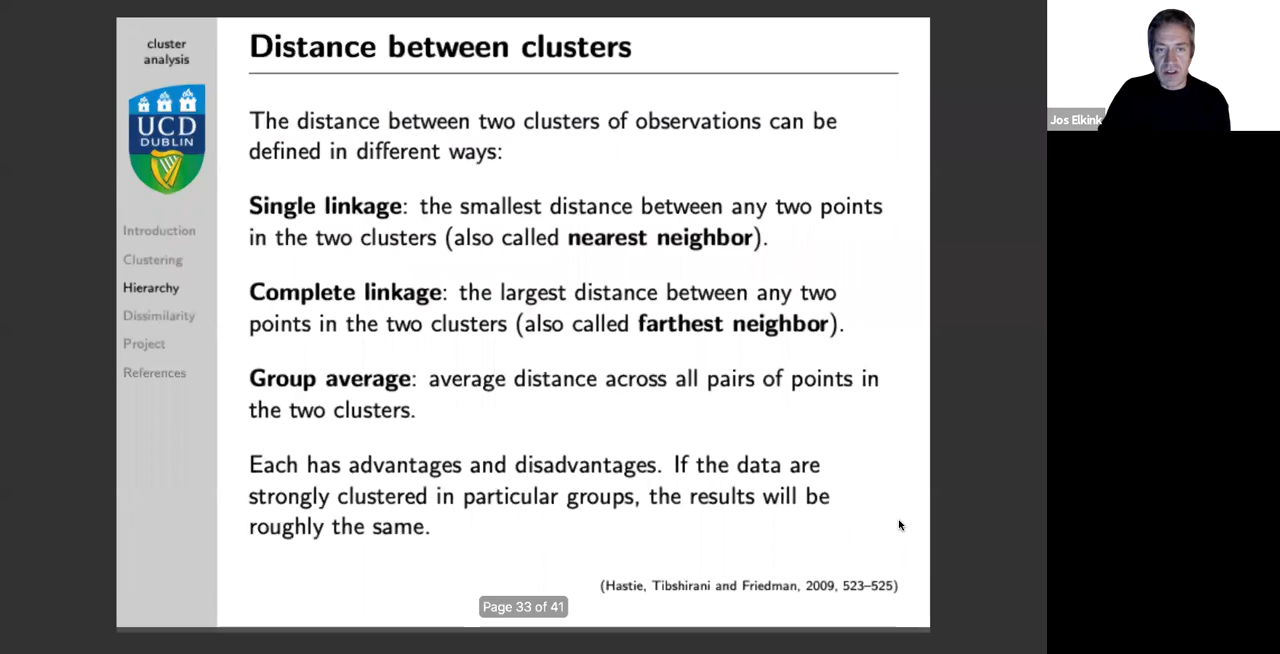 cluster
analysis
UCD
DUBLIN
Introduction
Clustering
Hierarchy
Dissimilarity
Project
References
Distance between clusters
The distance between two clusters of observations can be
defined in different ways:
Single linkage: the smallest distance between any two points
in the two clusters (also called nearest neighbor).
Complete linkage: the largest distance between any two
points in the two clusters (also called farthest neighbor).
Group average: average distance across all pairs of points in
the two clusters.
Each has advantages and disadvantages. If the data are
strongly clustered in particular groups, the results will be
roughly the same.
(Hastie, Tibshirani and Friedman, 2009, 523–525)
Page 33 of 41
Jos Elkink